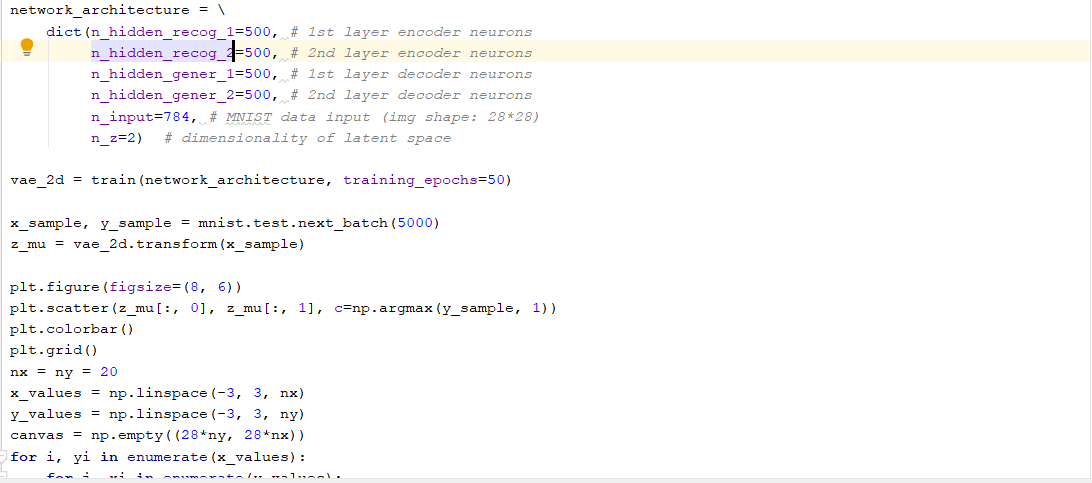 network_architecture = \
    dict(n_hidden_recog_1=500, # 1st layer encoder neurons
         n_hidden_recog_2=500, # 2nd layer encoder neurons
         n_hidden_gener_1=500, # 1st layer decoder neurons
         n_hidden_gener_2=500, # 2nd layer decoder neurons
         n_input=784, # MNIST data input (img shape: 28*28)
         n_z=2)  # dimensionality of latent space

vae_2d = train(network_architecture, training_epochs=50)

x_sample, y_sample = mnist.test.next_batch(5000)
z_mu = vae_2d.transform(x_sample)

plt.figure(figsize=(8, 6))
plt.scatter(z_mu[:, 0], z_mu[:, 1], c=np.argmax(y_sample, 1))
plt.colorbar()
plt.grid()
nx = ny = 20
x_values = np.linspace(-3, 3, nx)
y_values = np.linspace(-3, 3, ny)
canvas = np.empty((28*ny, 28*nx))
for i, yi in enumerate(x_values):
    for j, xi in enumerate(y_values):